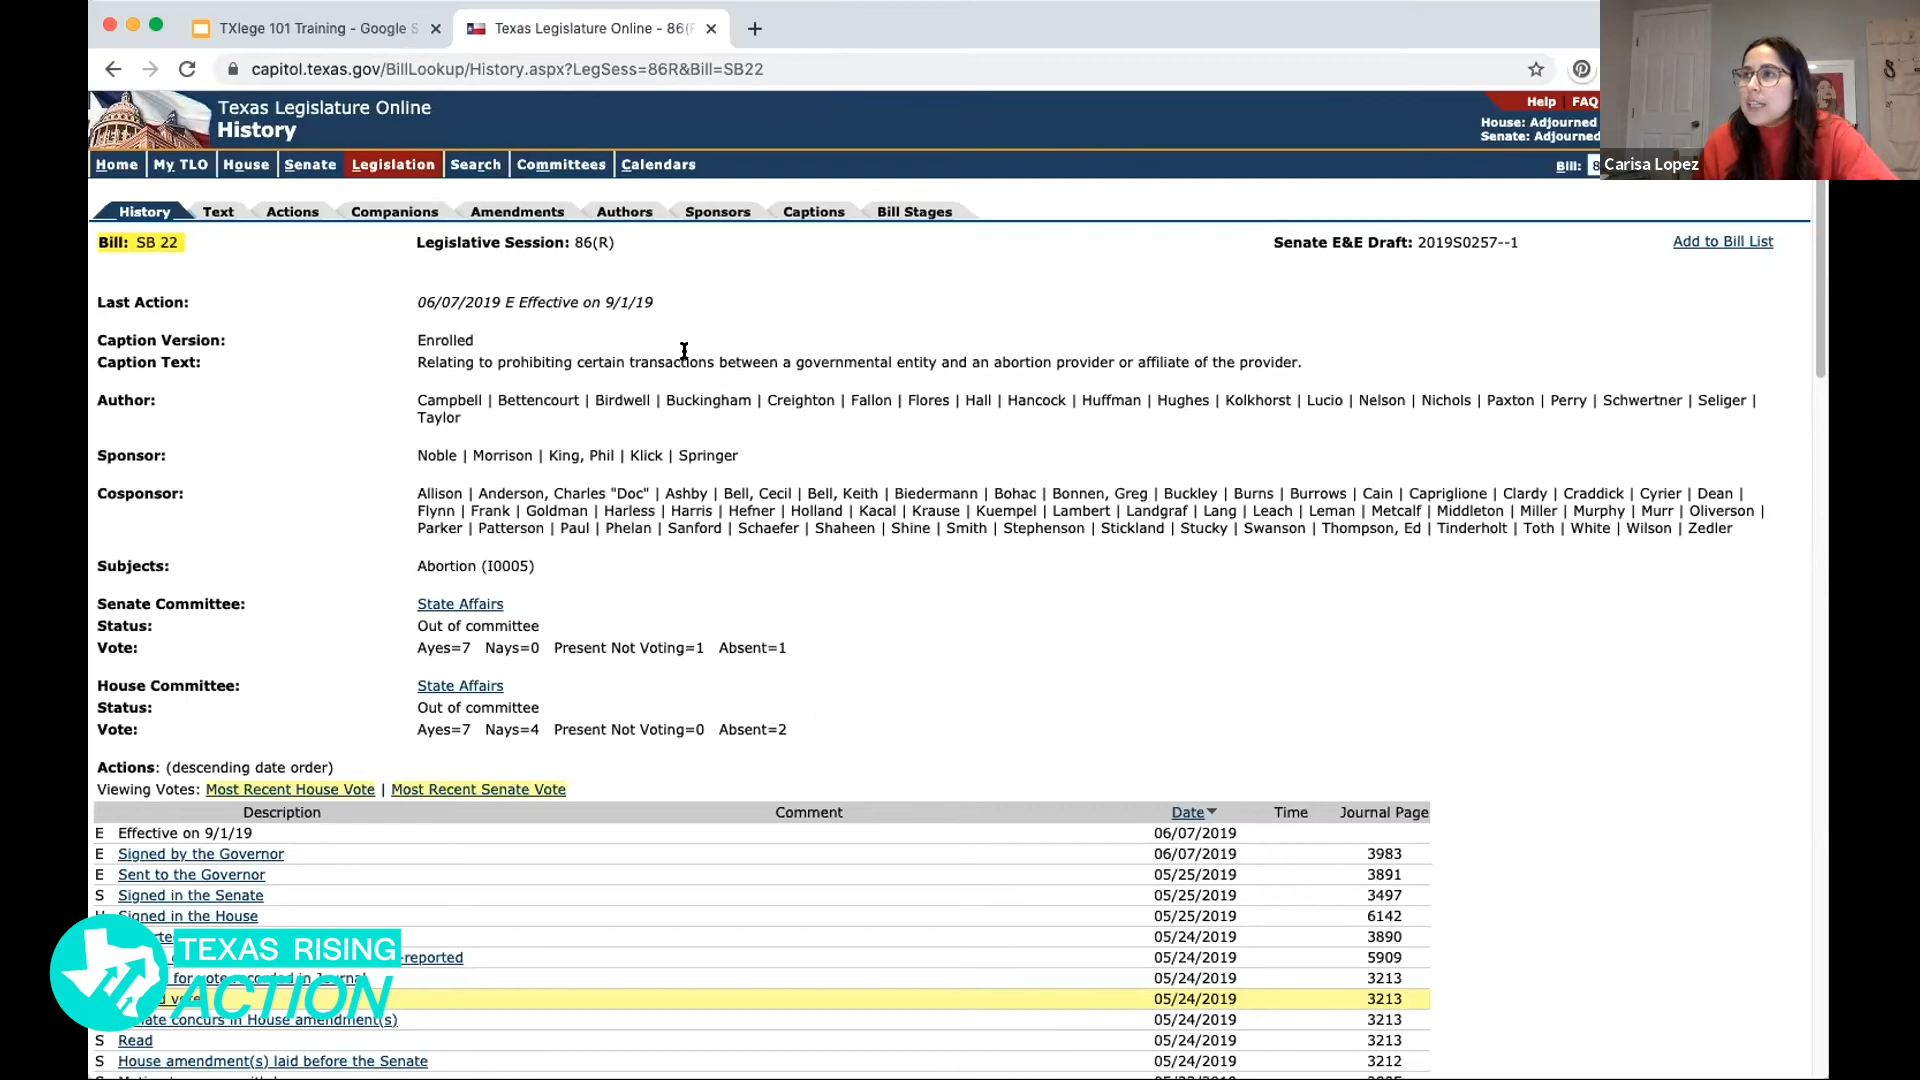 TXlege 101 Training - Google S
Texas Legislature Online - 86(R
capitol.texas.gov/BillLookup/History.aspx?LegSess=86R&Bill=SB22
Texas Legislature Online
History
Help | FAQ
House: Adjourned
Senate: Adjourned
Home | My TLO | House | Senate | Legislation | Search | Committees | Calendars
Bill: 8
Carisa Lopez
History Text Actions Companions Amendments Authors Sponsors Captions Bill Stages
Bill: SB 22 Legislative Session: 86(R) Senate E&E Draft: 2019S0257--1 Add to Bill List
Last Action: 06/07/2019 E Effective on 9/1/19
Caption Version: Enrolled
Caption Text: Relating to prohibiting certain transactions between a governmental entity and an abortion provider or affiliate of the provider.
Author: Campbell | Bettencourt | Birdwell | Buckingham | Creighton | Fallon | Flores | Hall | Hancock | Huffman | Hughes | Kolkhorst | Lucio | Nelson | Nichols | Paxton | Perry | Schwertner | Seliger |
Taylor
Sponsor: Noble | Morrison | King, Phil | Klick | Springer
Cosponsor: Allison | Anderson, Charles "Doc" | Ashby | Bell, Cecil | Bell, Keith | Biedermann | Bohac | Bonnen, Greg | Buckley | Burns | Burrows | Cain | Capriglione | Clardy | Craddick | Cyrier | Dean |
Flynn | Frank | Goldman | Harless | Harris | Hefner | Holland | Kacal | Krause | Kuempel | Lambert | Landgraf | Lang | Leach | Leman | Metcalf | Middleton | Miller | Murphy | Murr | Oliverson |
Parker | Patterson | Paul | Phelan | Sanford | Schaefer | Shaheen | Shine | Smith | Stephenson | Stickland | Stucky | Swanson | Thompson, Ed | Tinderholt | Toth | White | Wilson | Zedler
Subjects: Abortion (I0005)
Senate Committee: State Affairs
Status: Out of committee
Vote: Ayes=7 Nays=0 Present Not Voting=1 Absent=1
House Committee: State Affairs
Status: Out of committee
Vote: Ayes=7 Nays=4 Present Not Voting=0 Absent=2
Actions: (descending date order)
Viewing Votes: Most Recent House Vote | Most Recent Senate Vote
Description Comment Date Time Journal Page
E Effective on 9/1/19 06/07/2019
E Signed by the Governor 06/07/2019 3983
E Sent to the Governor 05/25/2019 3891
S Signed in the Senate 05/25/2019 3497
H Signed in the House 05/25/2019 6142
05/24/2019 3890
-reported 05/24/2019 5909
for vote recorded in Journal 05/24/2019 3213
vote 05/24/2019 3213
concurs in House amendment(s) 05/24/2019 3213
S Read 05/24/2019 3213
S House amendment(s) laid before the Senate 05/24/2019 3212
TEXAS RISING
ACTION